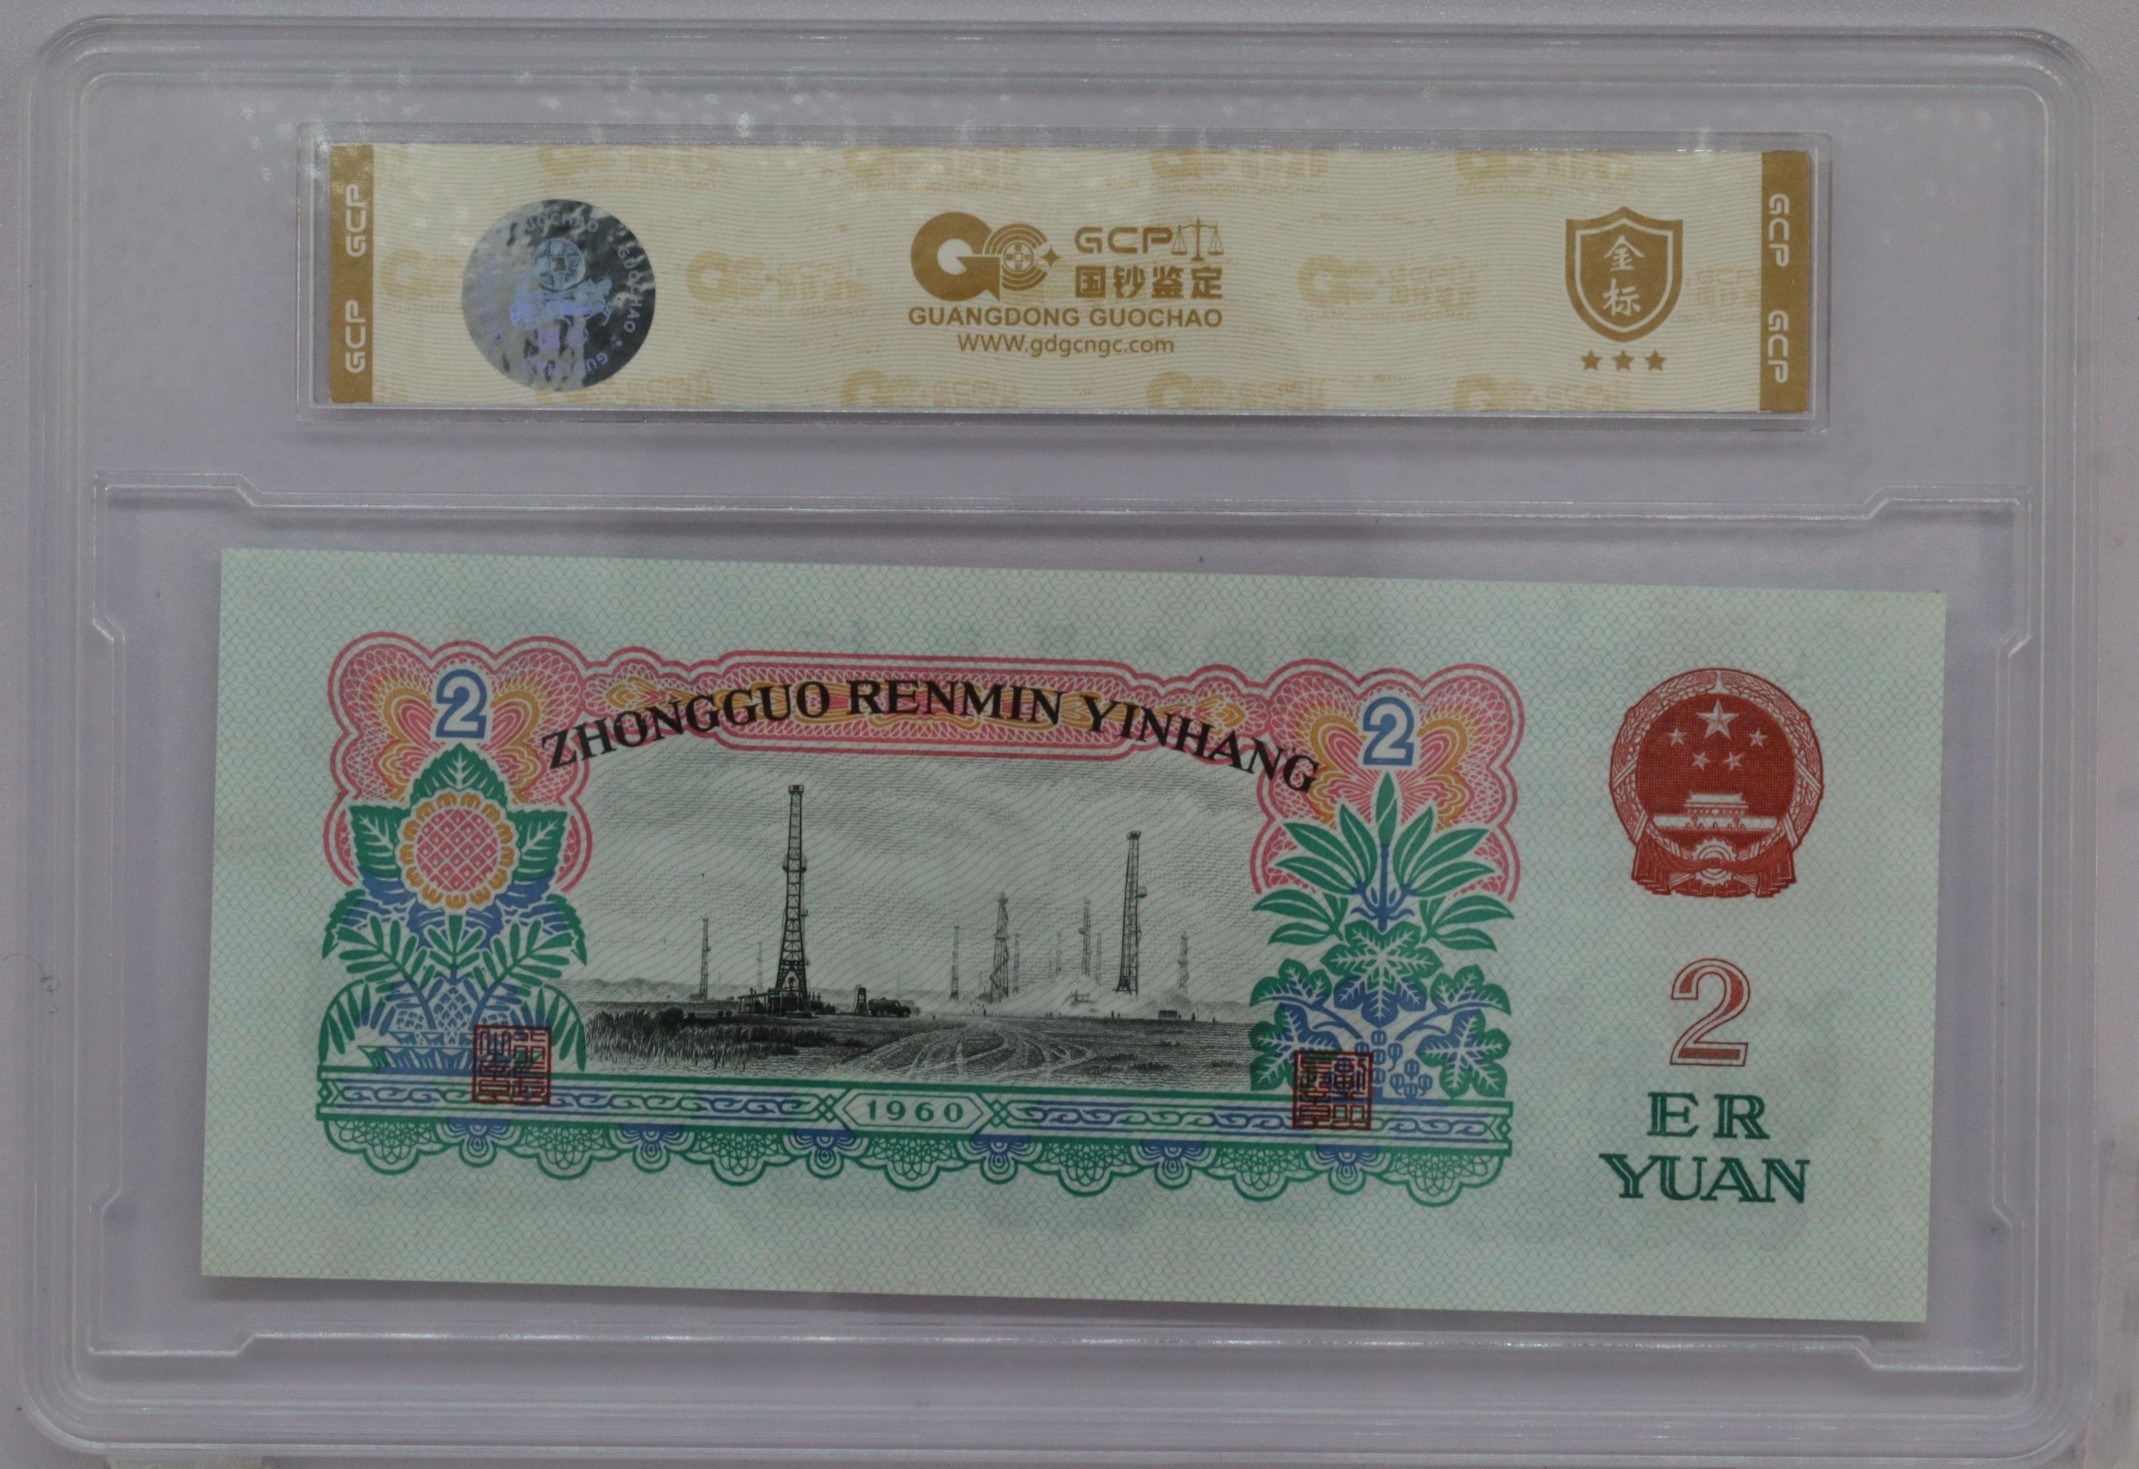 GCP GCP
GCP
国钞鉴定
GUANGDONG GUOCHAO
WWW.gdgcngc.com
金
标
GCP GCP
2
ZHONGGUO RENMIN YINHANG
2
1960
2
ER
YUAN